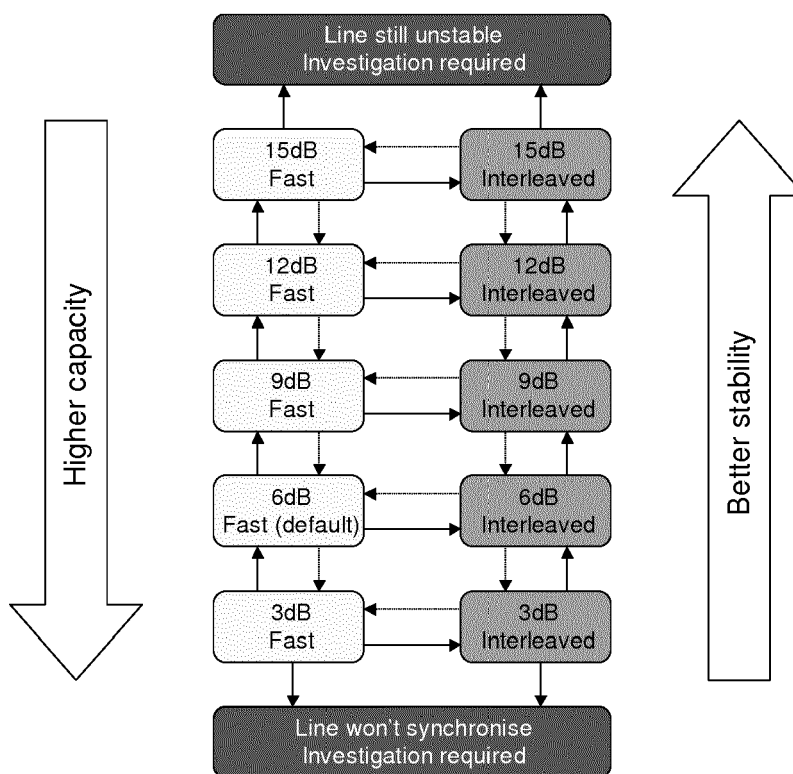 Line still unstable
Investigation required
15dB
Fast
15dB
Interleaved
12dB
Fast
12dB
Interleaved
9dB
Fast
9dB
Interleaved
6dB
Fast (default)
6dB
Interleaved
3dB
Fast
3dB
Interleaved
Line won't synchronise
Investigation required
Higher capacity
Better stability